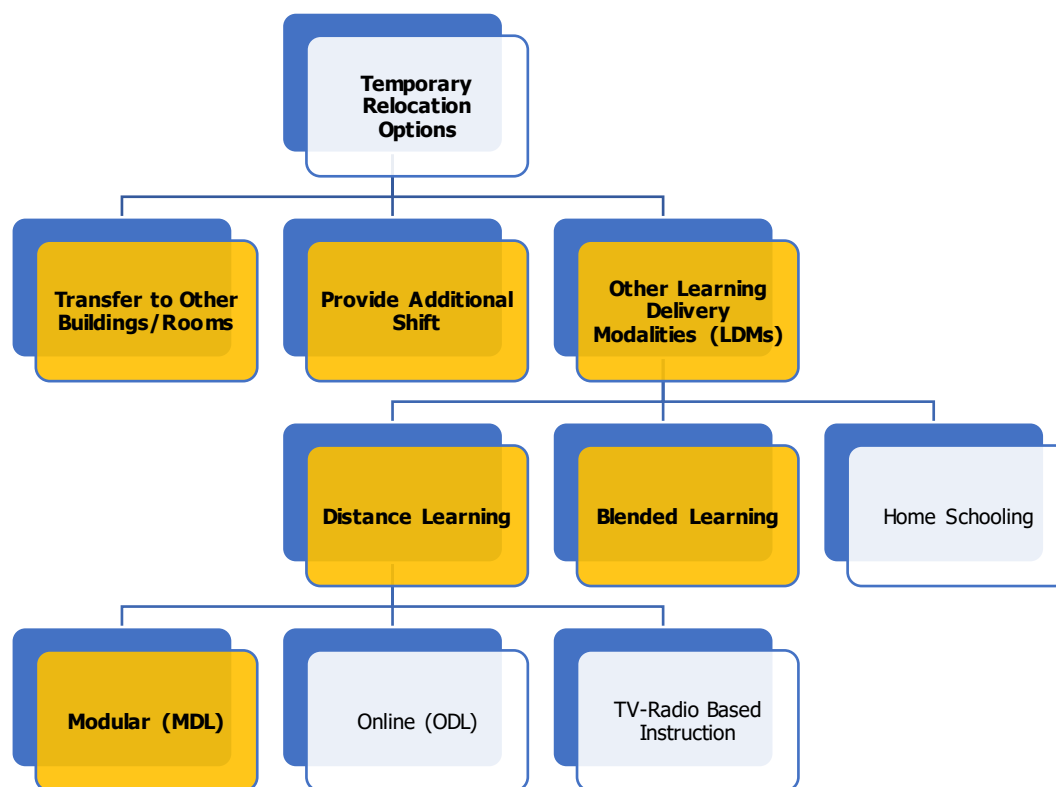 Temporary
Relocation
Options
Transfer to Other
Buildings/Rooms
Provide Additional
Shift
Other Learning
Delivery
Modalities (LDMs)
Distance Learning
Blended Learning
Home Schooling
Modular (MDL)
Online (ODL)
TV-Radio Based
Instruction